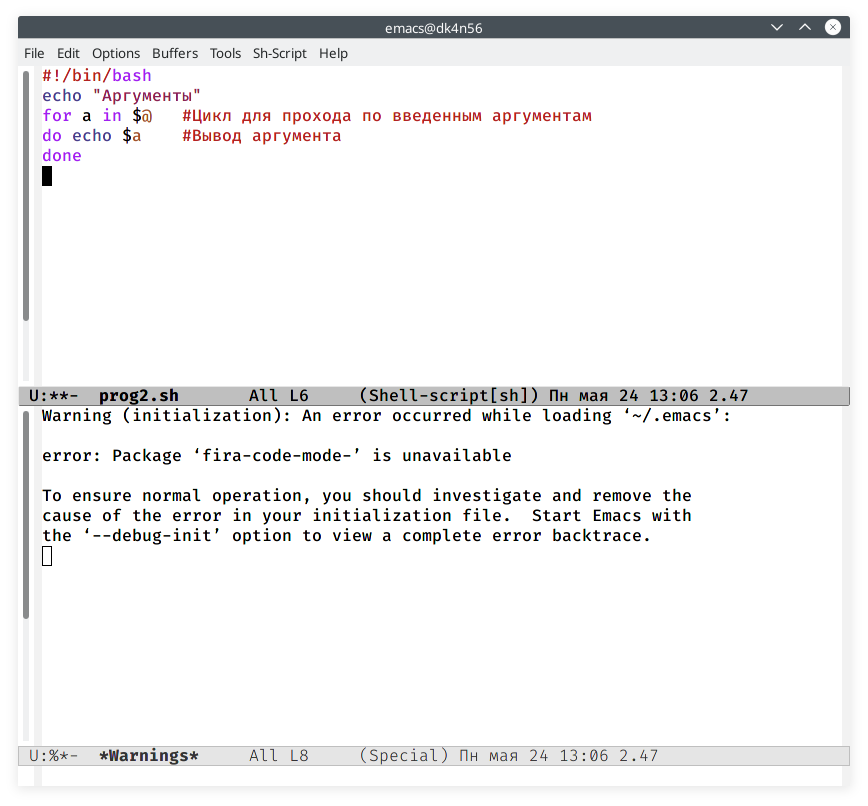 emacs@dk4n56
File Edit Options Buffers Tools Sh-Script Help
#!/bin/bash
echo "Аргументы"
for a in $@   #Цикл для прохода по введенным аргументам
do echo $a    #Вывод аргумента
done
U:**-  prog2.sh       All L6     (Shell-script[sh]) Пн мая 24 13:06 2.47
Warning (initialization): An error occurred while loading ‘~/.emacs’:
error: Package ‘fira-code-mode-’ is unavailable
To ensure normal operation, you should investigate and remove the
cause of the error in your initialization file.  Start Emacs with
the ‘--debug-init’ option to view a complete error backtrace.
U:%*-  *Warnings*     All L8     (Special) Пн мая 24 13:06 2.47